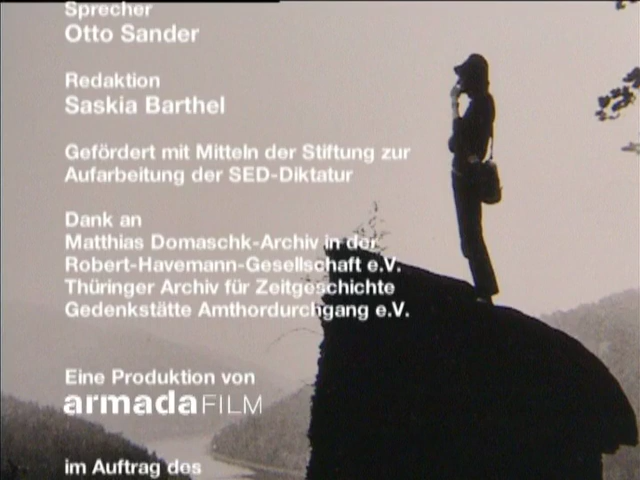 Sprecher
Otto Sander
Redaktion
Saskia Barthel
Gefördert mit Mitteln der Stiftung zur
Aufarbeitung der SED-Diktatur
Dank an
Matthias Domaschk-Archiv in der
Robert-Havemann-Gesellschaft e.V.
Thüringer Archiv für Zeitgeschichte
Gedenkstätte Amthordurchgang e.V.
Eine Produktion von
armadaFILM
im Auftrag des